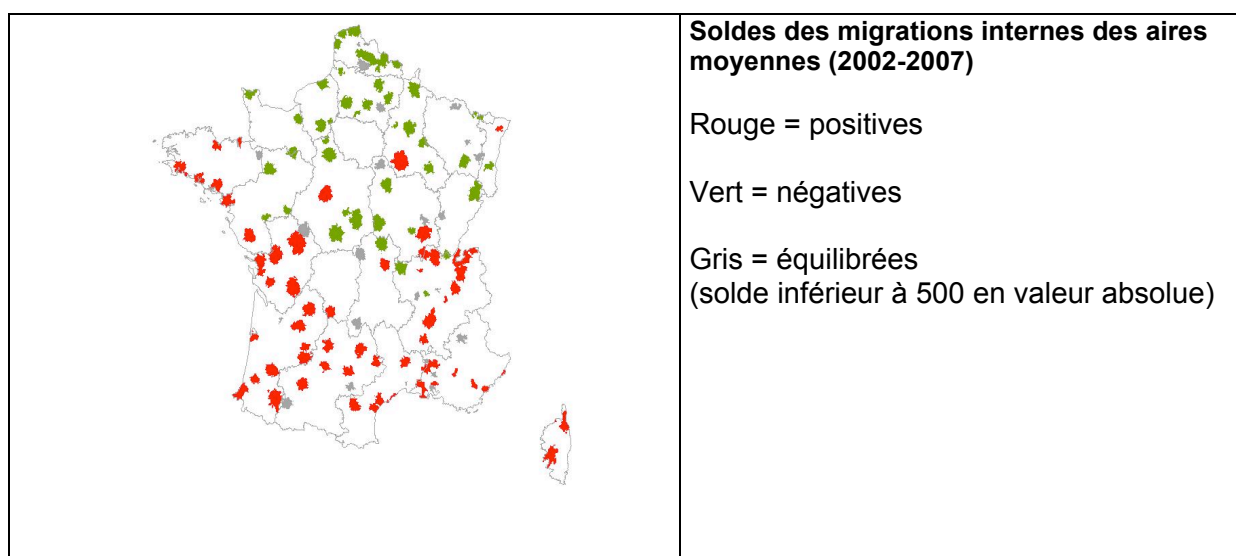 Soldes des migrations internes des aires
moyennes (2002-2007)
Rouge = positives
Vert = négatives
Gris = équilibrées
(solde inférieur à 500 en valeur absolue)